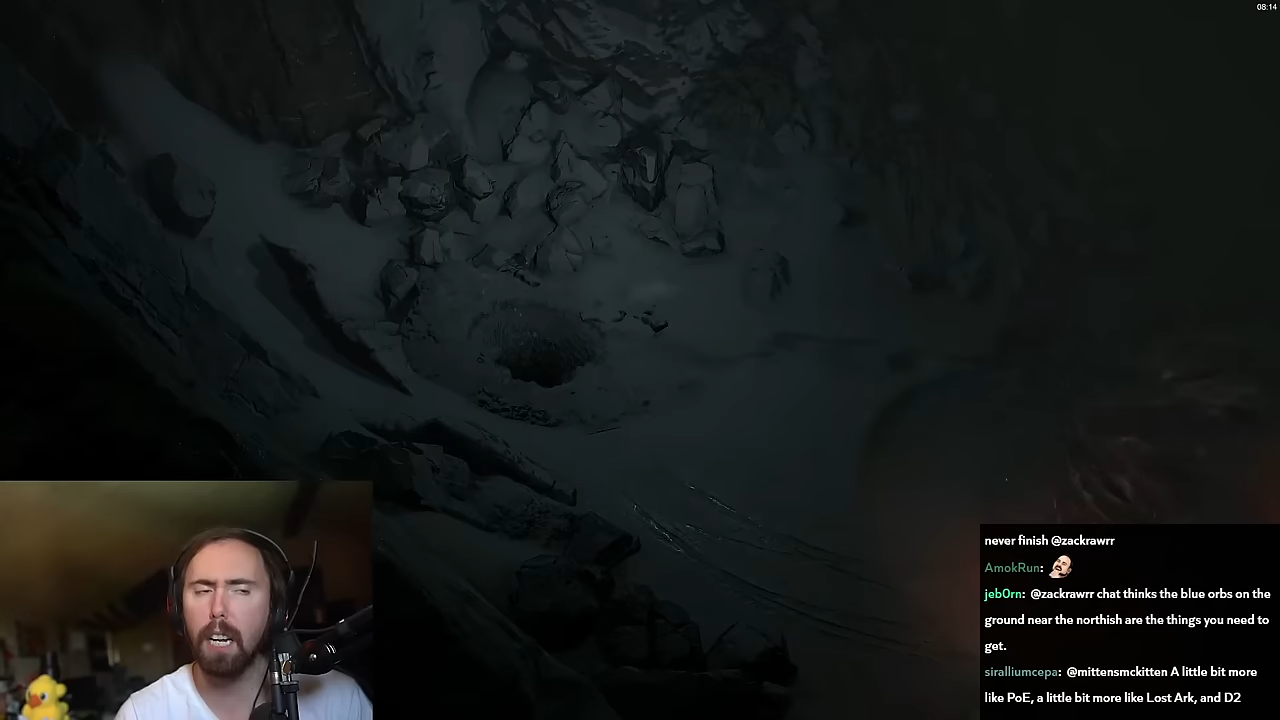 08:14
never finish @zackrawrr
AmokRun:
jeb0rn: @zackrawrr chat thinks the blue orbs on the
ground near the northish are the things you need to
get.
siralliumcepa: @mittensmckitten A little bit more
like PoE, a little bit more like Lost Ark, and D2